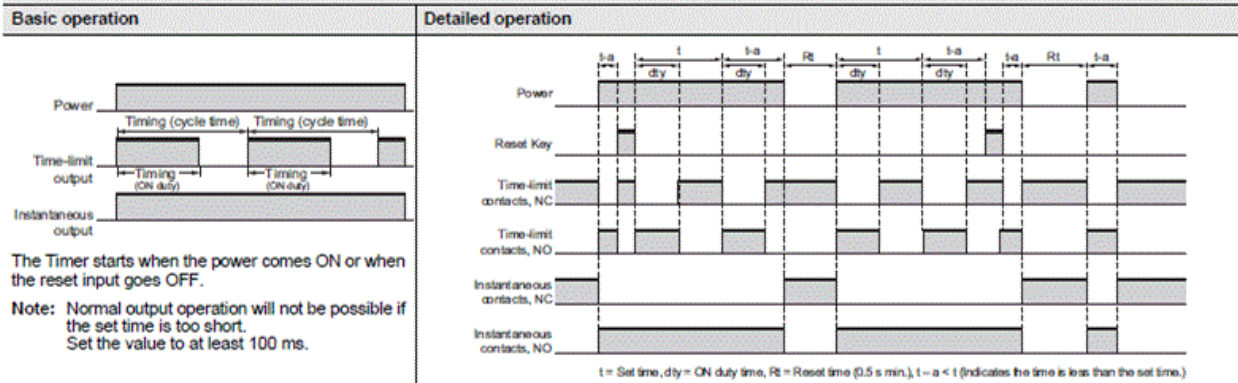 Basic operation
Detailed operation
Power
Timing (cycle time) Timing (cycle time)
Time-limit
output
Timing
(ON duty)
Timing
(ON duty)
Instantaneous
output
The Timer starts when the power comes ON or when
the reset input goes OFF.
Note: Normal output operation will not be possible if
the set time is too short.
Set the value to at least 100 ms.
t-a t t-a Rt t t-a t-a Rt t-a
dty dty dty dty
Power
Reset Key
Time-limit
contacts, NC
Time-limit
contacts, NO
Instantaneous
contacts, NC
Instantaneous
contacts, NO
t = Set time, dty = ON duty time, Rt = Reset time (0.5 s min.), t – a < t (Indicates the time is less than the set time.)